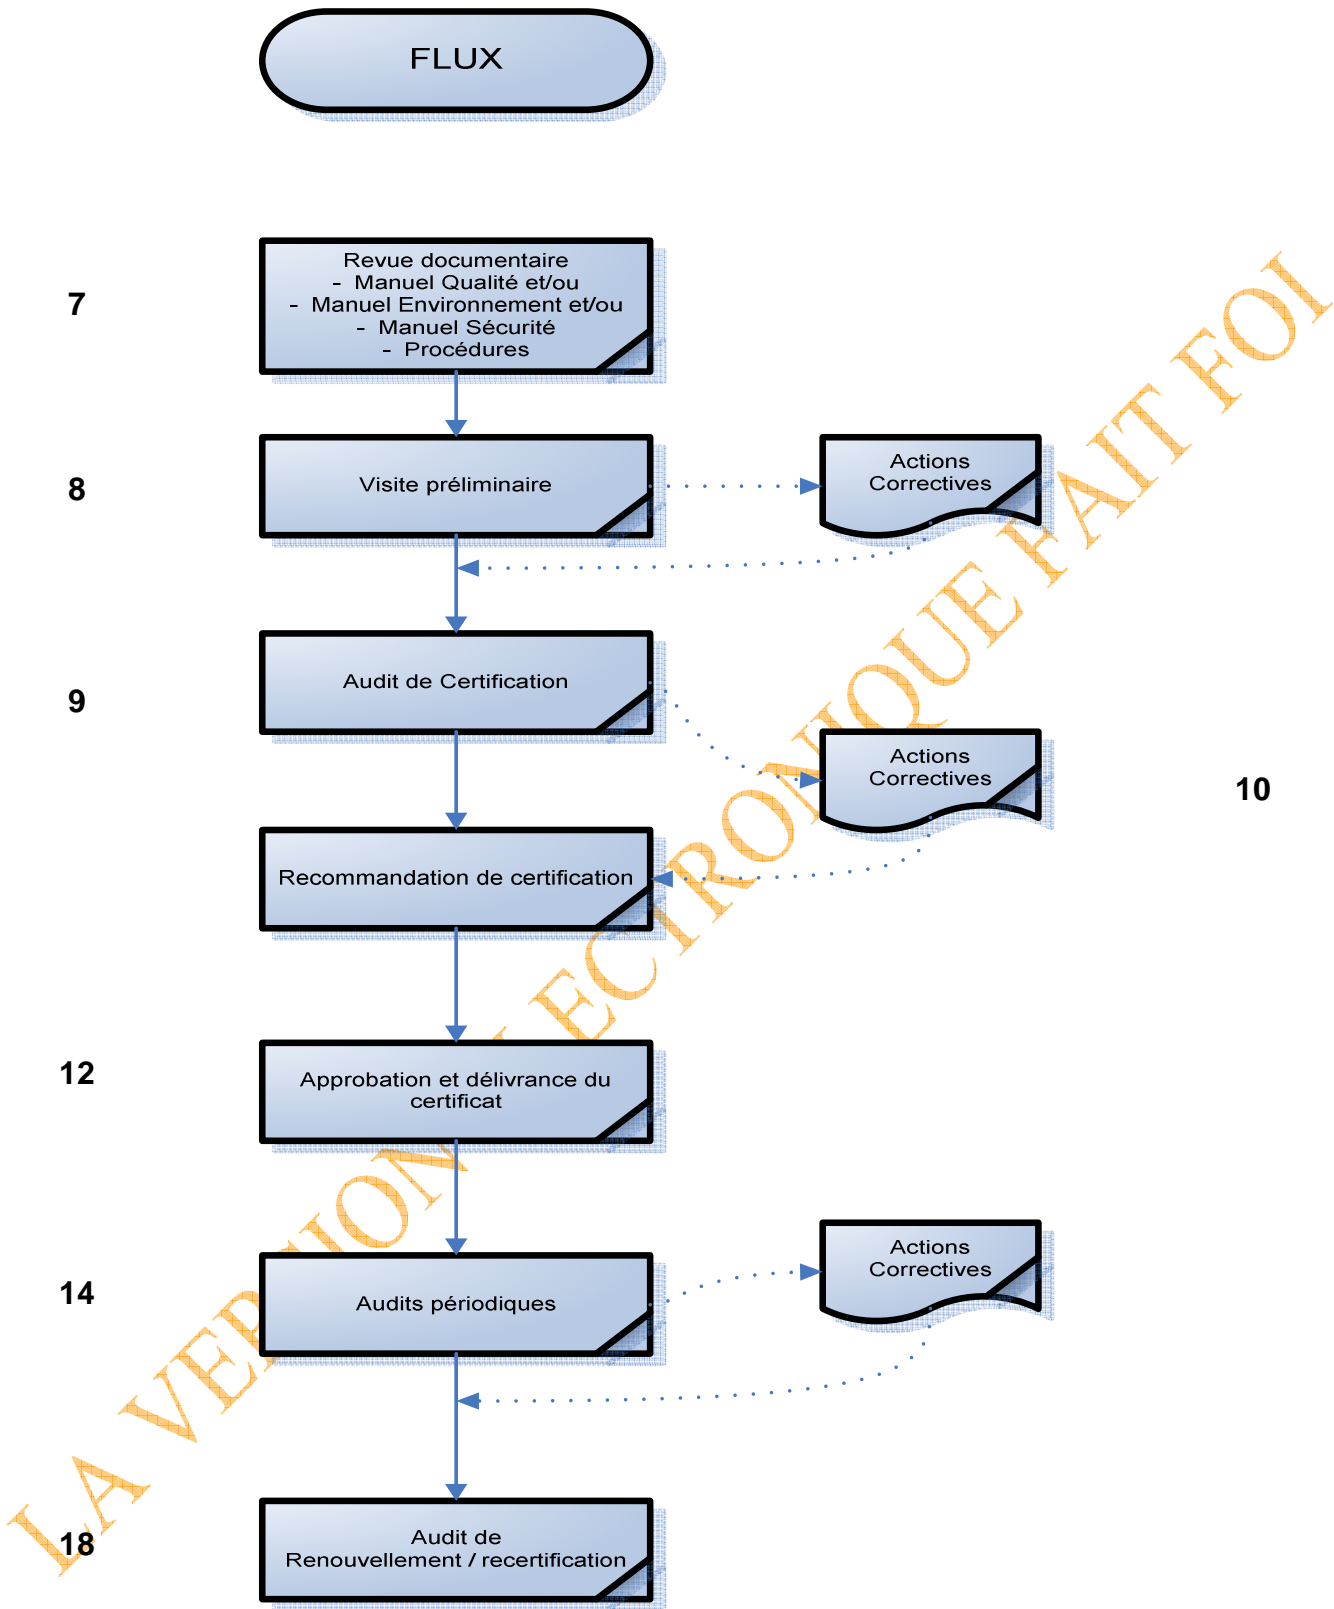 FLUX
7
Revue documentaire
- Manuel Qualité et/ou
- Manuel Environnement et/ou
- Manuel Sécurité
- Procédures
8
Visite préliminaire
Actions
Correctives
9
Audit de Certification
Actions
Correctives
10
Recommandation de certification
12
Approbation et délivrance du
certificat
14
Audits périodiques
Actions
Correctives
18
Audit de
Renouvellement / recertification
LA VERSION ELECTRONIQUE FAIT FOI